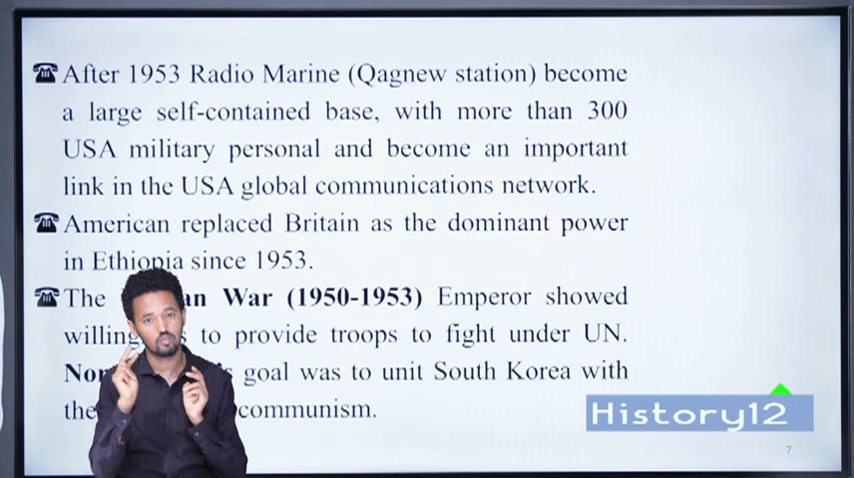 After 1953 Radio Marine (Qagnew station) become
a large self-contained base, with more than 300
USA military personal and become an important
link in the USA global communications network.
American replaced Britain as the dominant power
in Ethiopia since 1953.
The an War (1950-1953) Emperor showed
willing s to provide troops to fight under UN.
Nor goal was to unit South Korea with
the communism.
History12
7